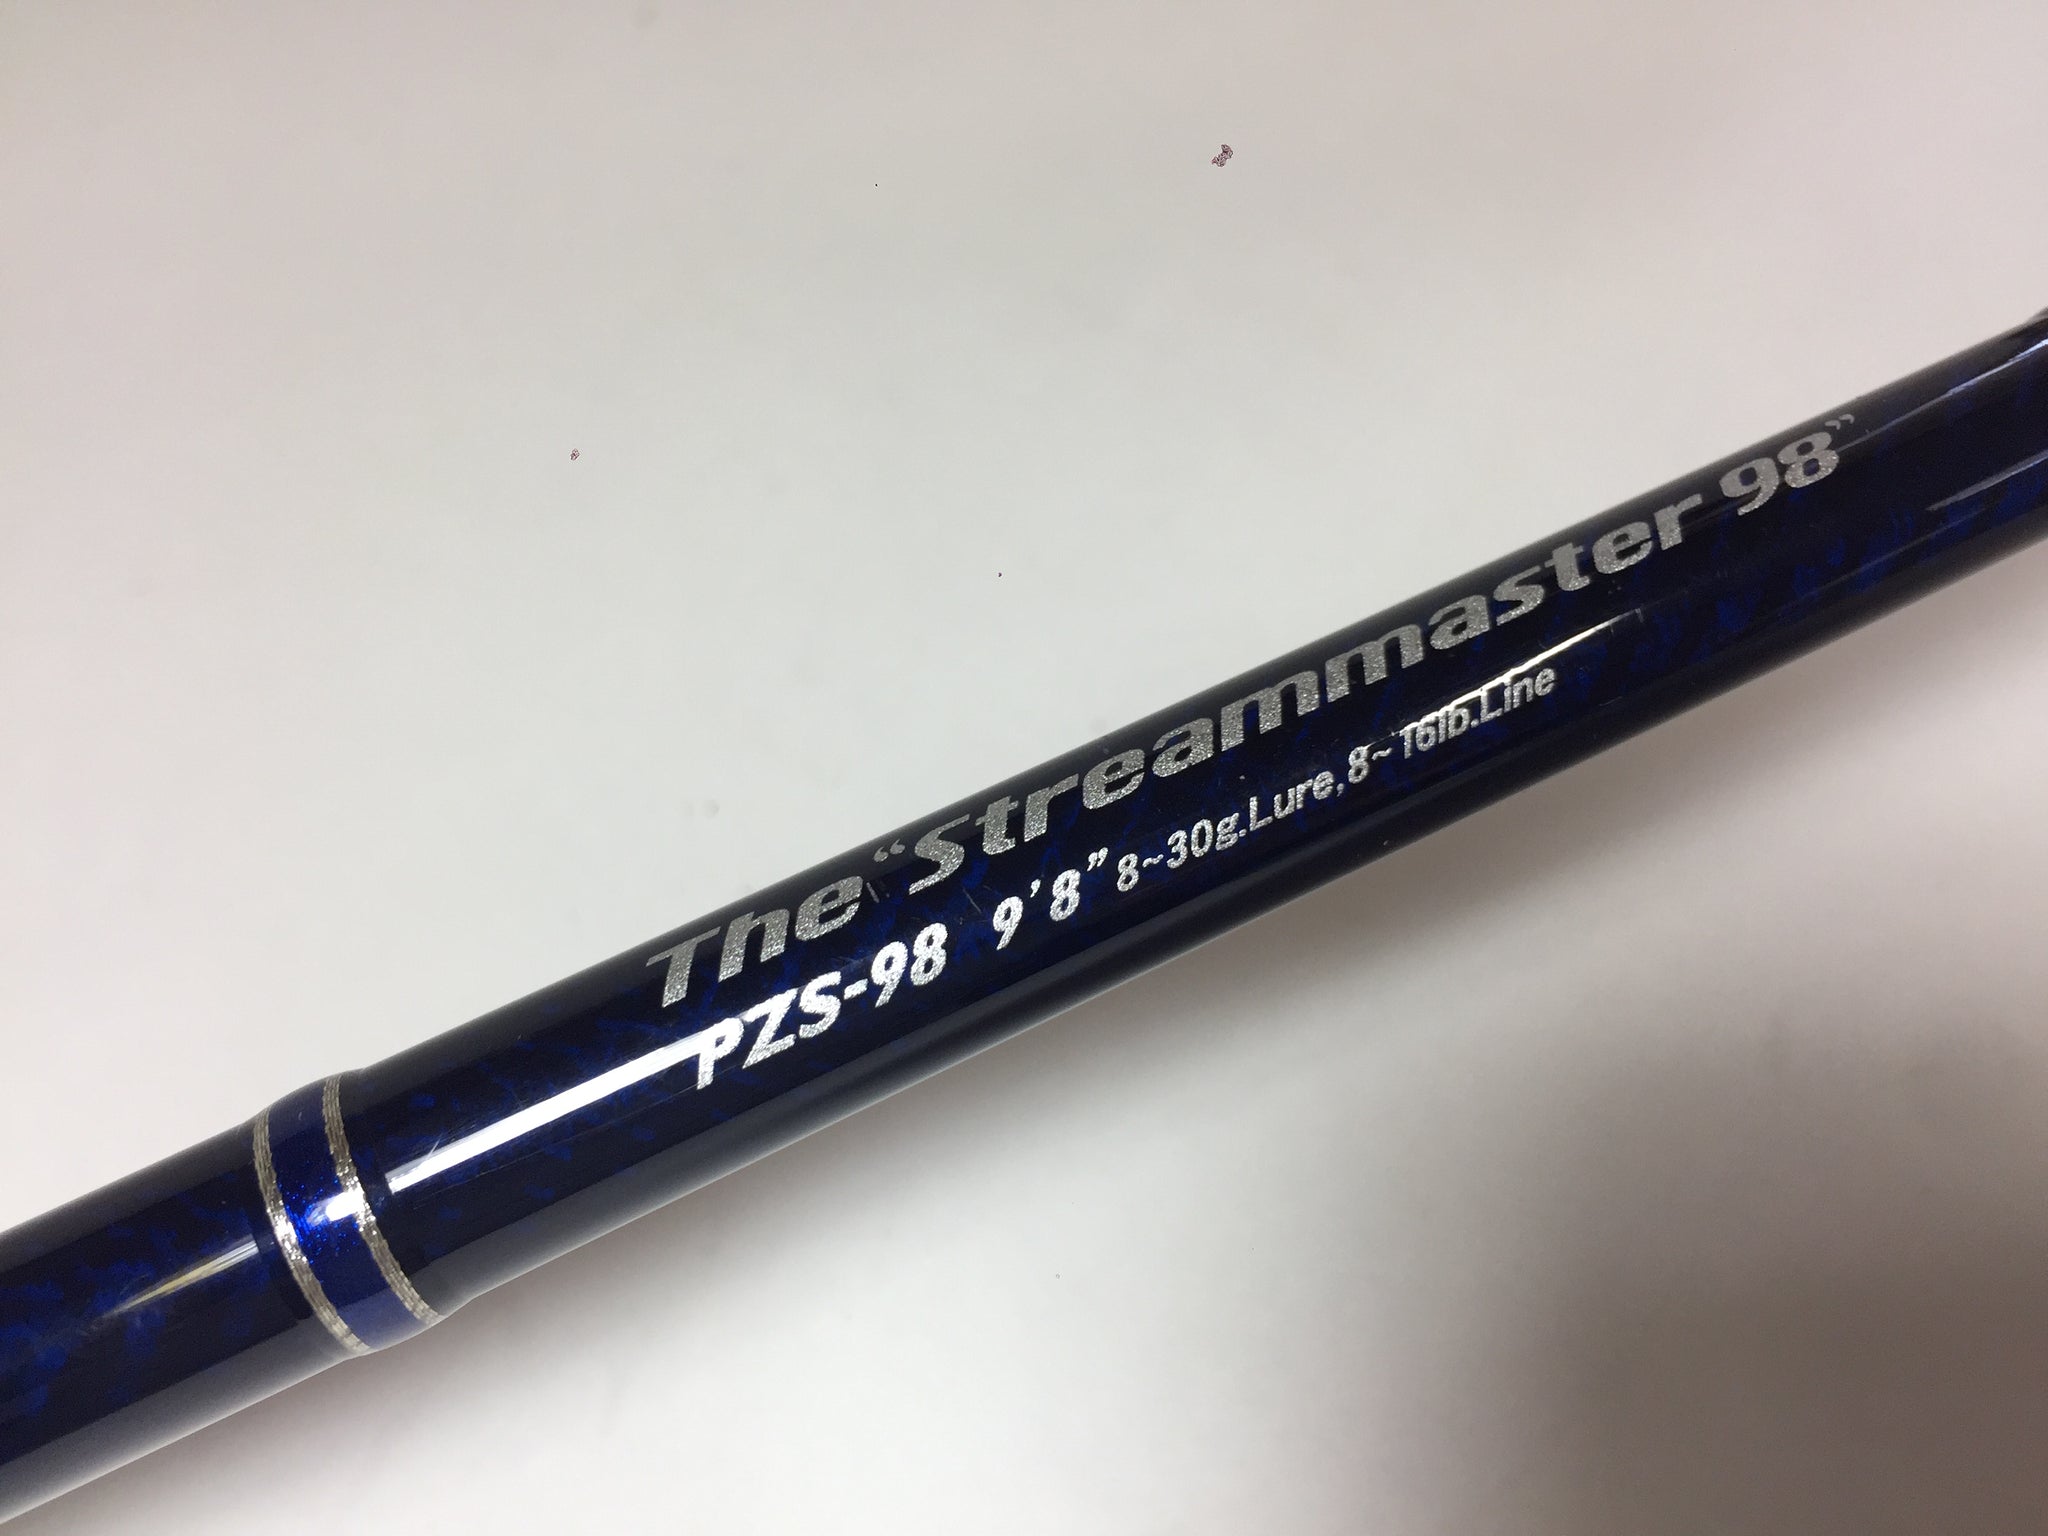 The “Streammaster 98”
PZS-98 9'8” 8~30g.Lure,8~16lb.Line